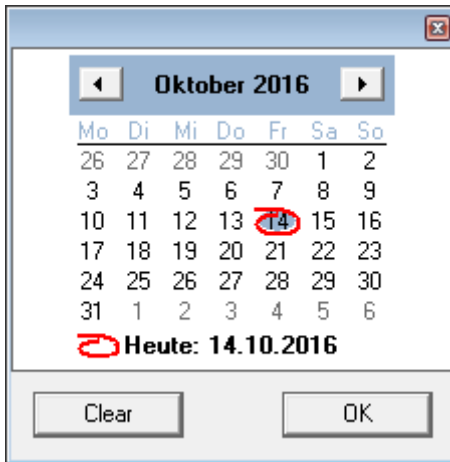 Oktober 2016
Mo Di Mi Do Fr Sa So
26 27 28 29 30 1 2
3 4 5 6 7 8 9
10 11 12 13 14 15 16
17 18 19 20 21 22 23
24 25 26 27 28 29 30
31 1 2 3 4 5 6
Heute: 14.10.2016
Clear OK